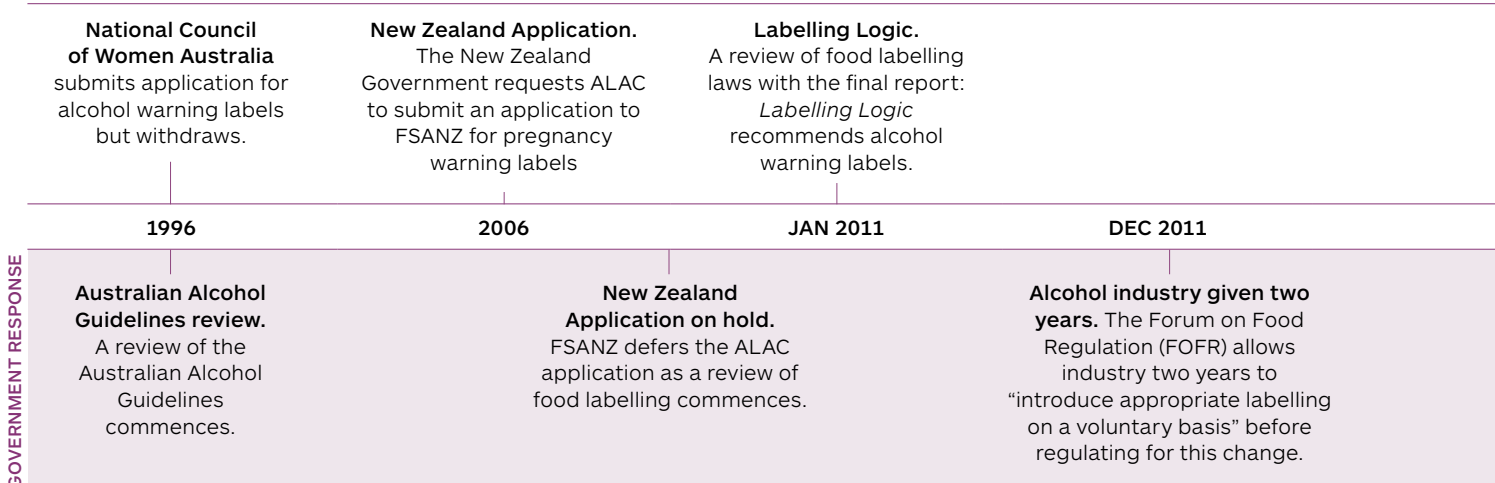 National Council
of Women Australia
submits application for
alcohol warning labels
but withdraws.
New Zealand Application.
The New Zealand
Government requests ALAC
to submit an application to
FSANZ for pregnancy
warning labels
Labelling Logic.
A review of food labelling
laws with the final report:
Labelling Logic
recommends alcohol
warning labels.
1996
2006
JAN 2011
DEC 2011
GOVERNMENT RESPONSE
Australian Alcohol
Guidelines review.
A review of the
Australian Alcohol
Guidelines
commences.
New Zealand
Application on hold.
FSANZ defers the ALAC
application as a review of
food labelling commences.
Alcohol industry given two
years. The Forum on Food
Regulation (FOFR) allows
industry two years to
“introduce appropriate labelling
on a voluntary basis” before
regulating for this change.